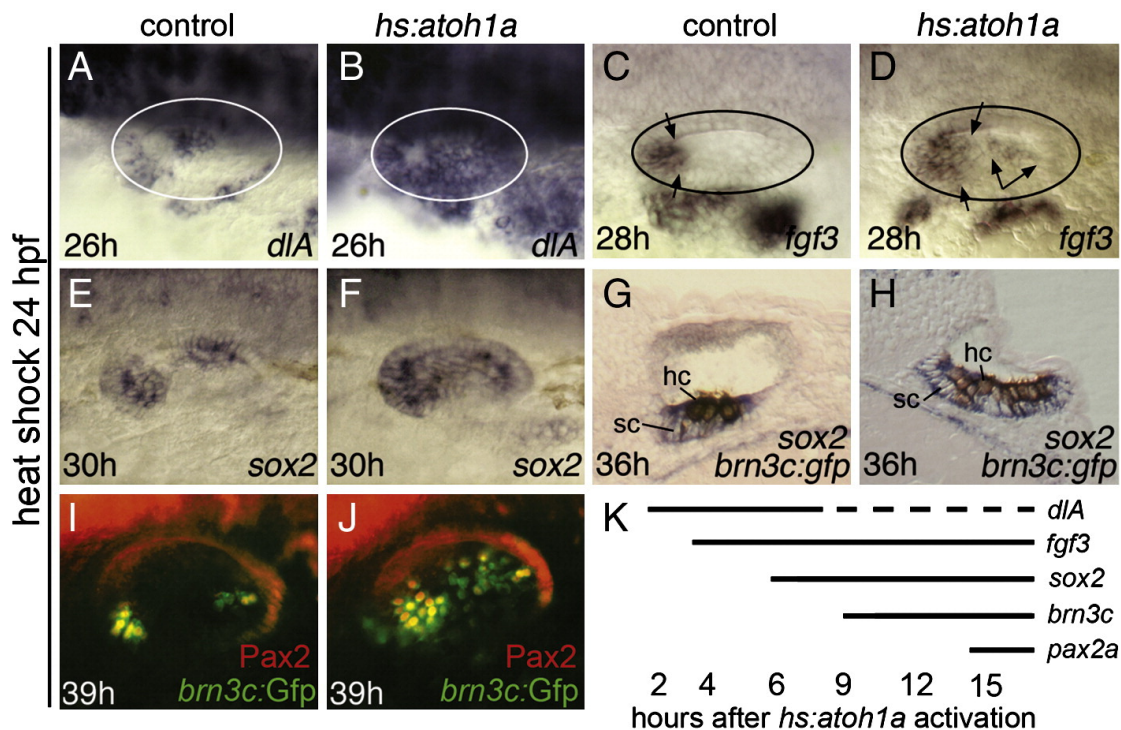 control hs:atoh1a control hs:atoh1a
heat shock 24 hpf
A 26h dlA
B 26h dlA
C 28h fgf3
D 28h fgf3
E 30h sox2
F 30h sox2
G hc sc sox2
36h brn3c:gfp
H hc sc sox2
36h brn3c:gfp
I Pax2
39h brn3c:Gfp
J Pax2
39h brn3c:Gfp
K dlA
fgf3
sox2
brn3c
pax2a
2 4 6 9 12 15
hours after hs:atoh1a activation